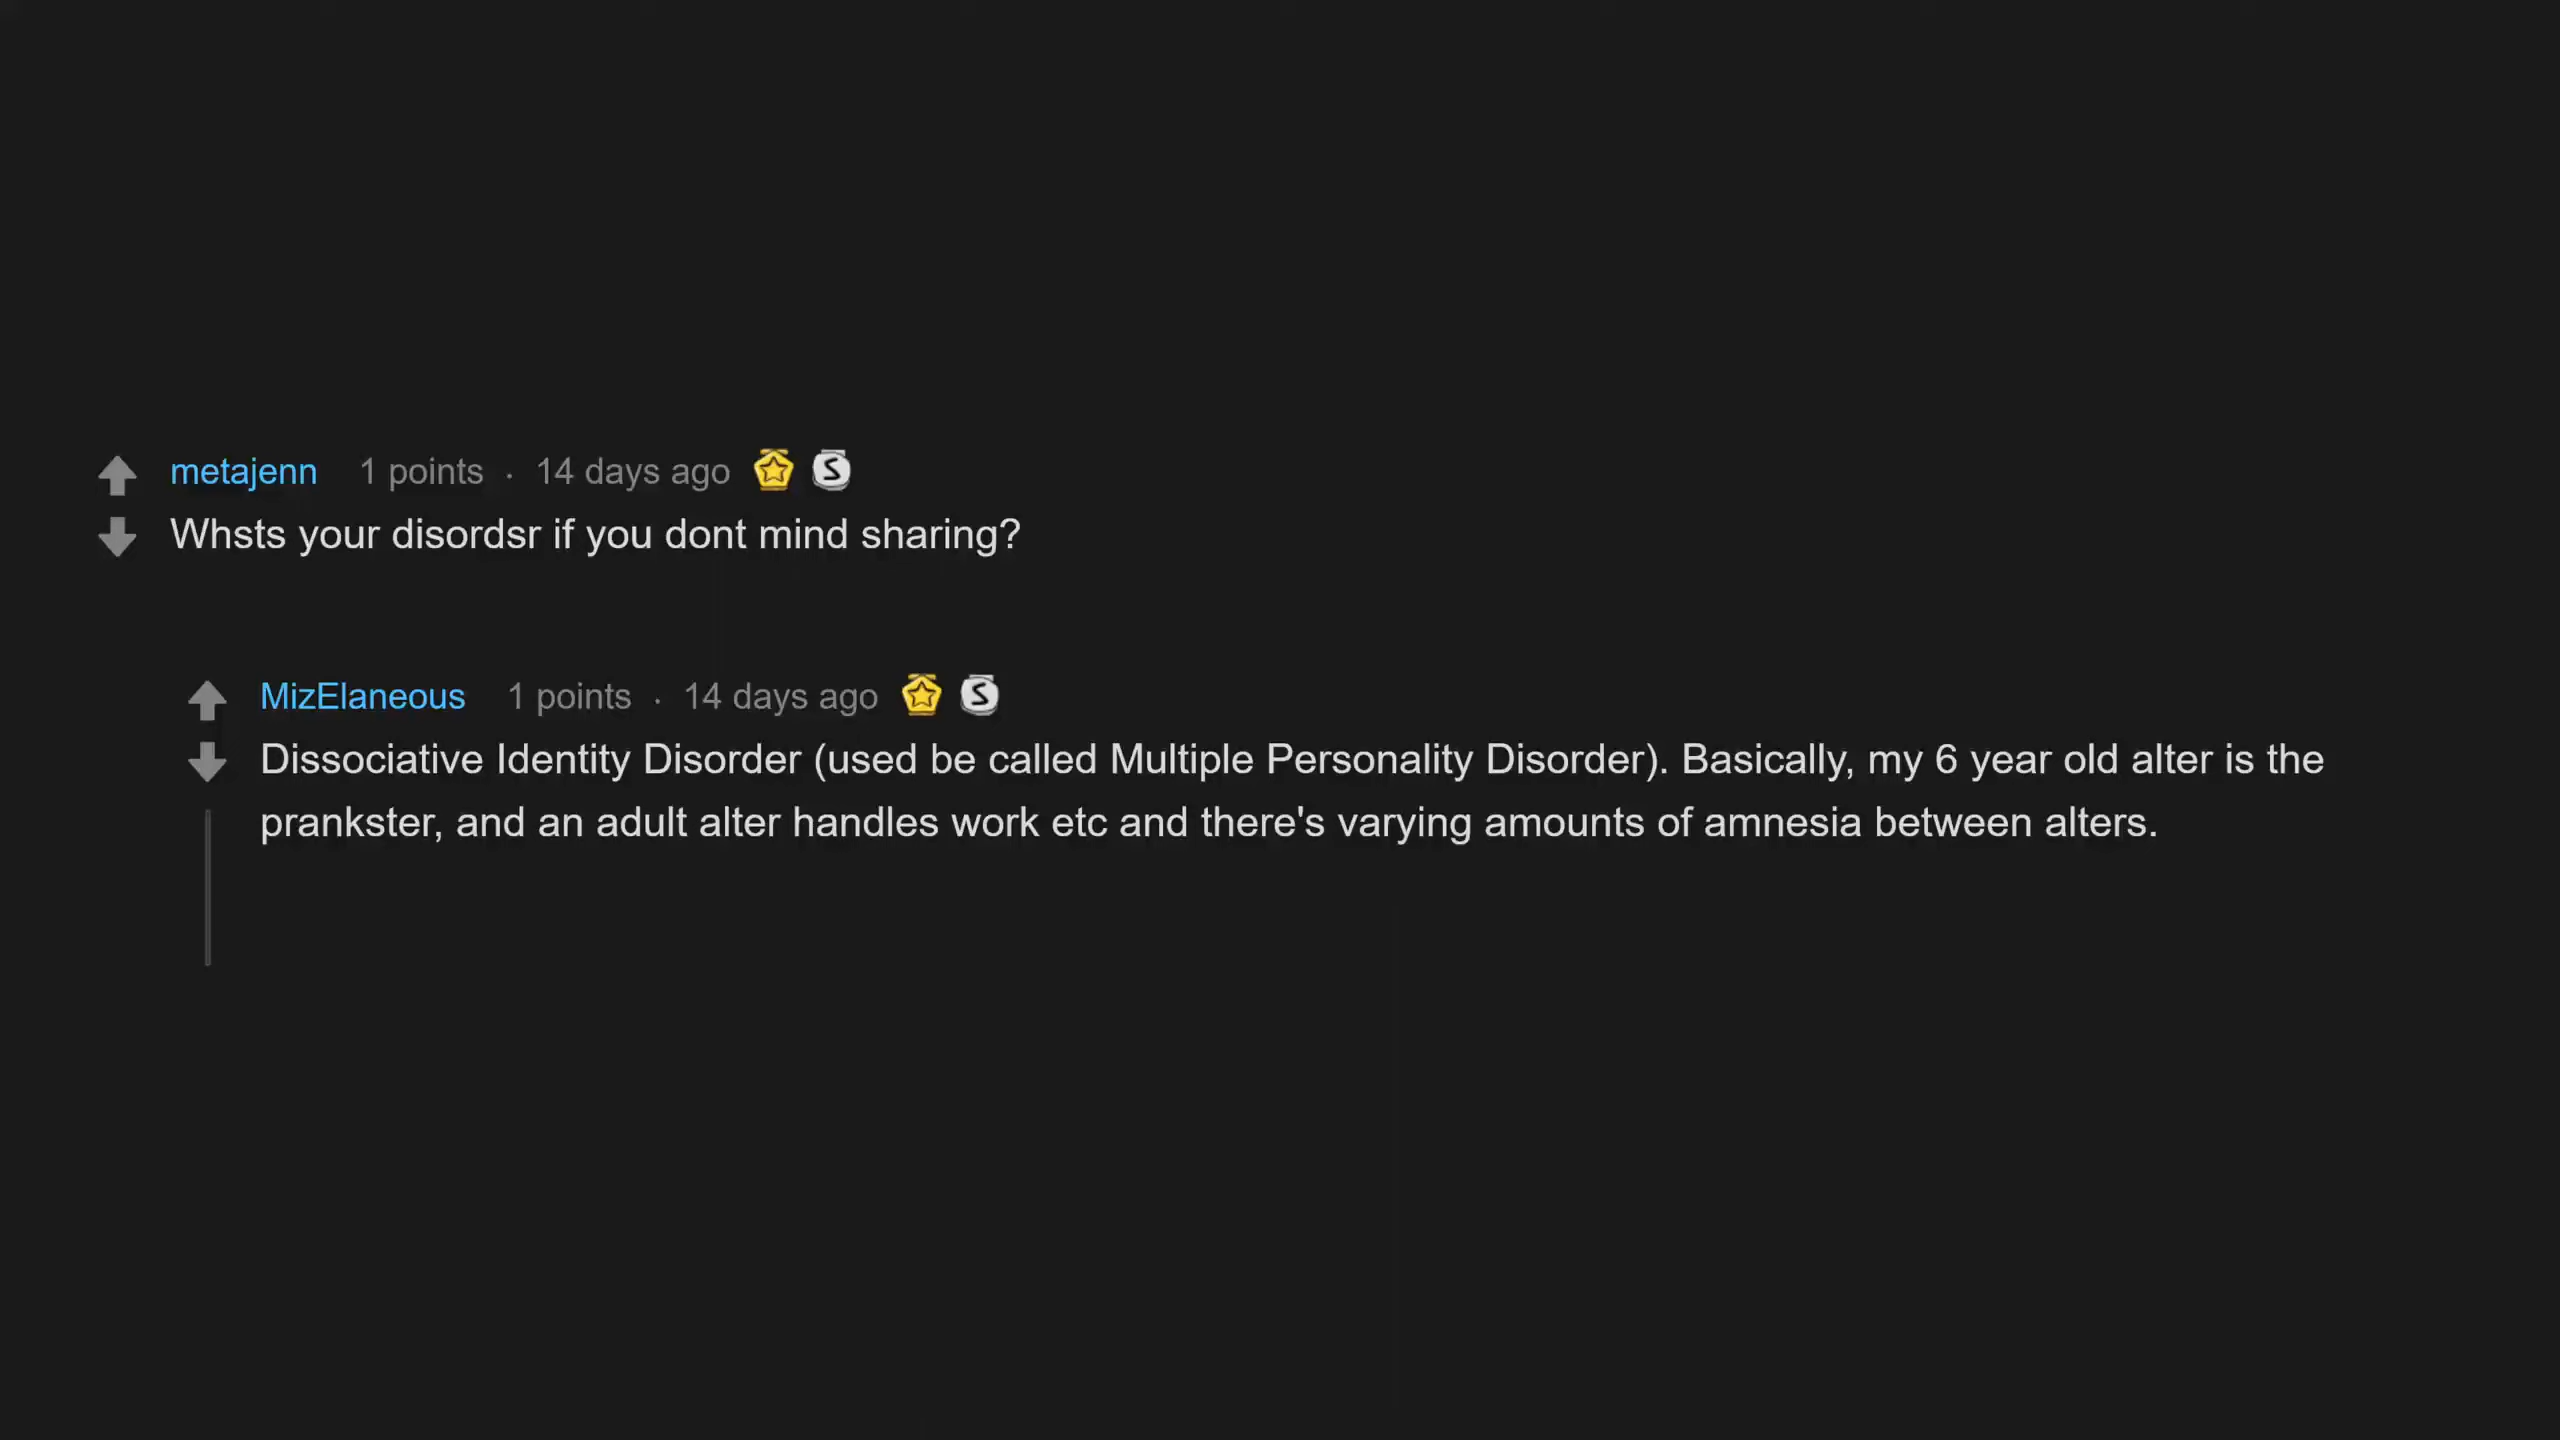 metajenn 1 points · 14 days ago
Whsts your disordsr if you dont mind sharing?
MizElaneous 1 points · 14 days ago
Dissociative Identity Disorder (used be called Multiple Personality Disorder). Basically, my 6 year old alter is the
prankster, and an adult alter handles work etc and there's varying amounts of amnesia between alters.